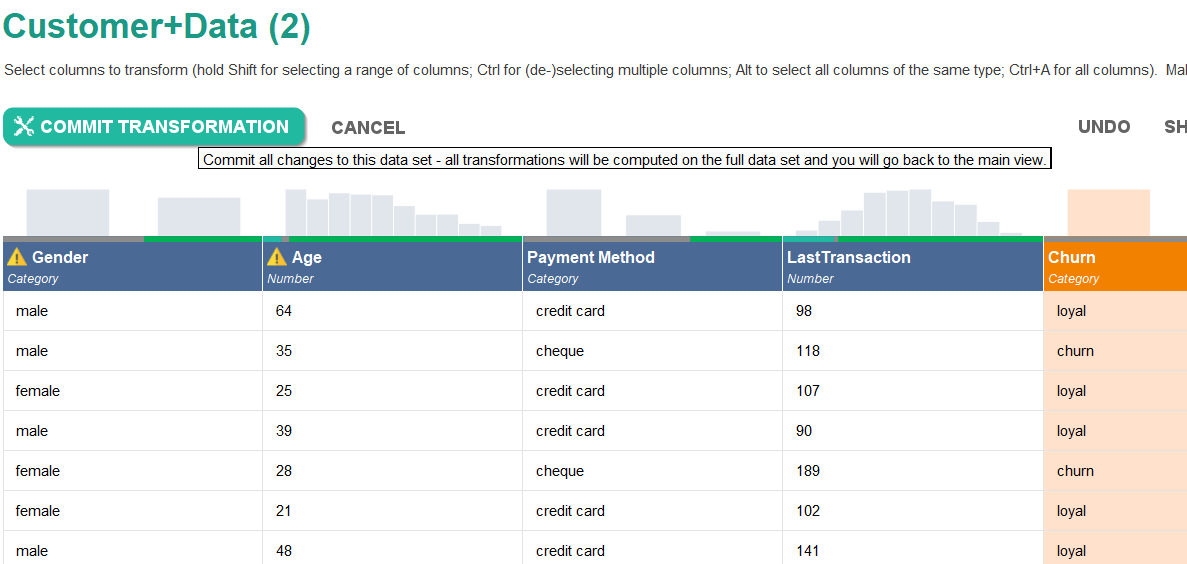 Customer+Data (2)
Select columns to transform (hold Shift for selecting a range of columns; Ctrl for (de-)selecting multiple columns; Alt to select all columns of the same type; Ctrl+A for all columns).  Mal
COMMIT TRANSFORMATION CANCEL UNDO SH
Commit all changes to this data set - all transformations will be computed on the full data set and you will go back to the main view.
Gender Age Payment Method LastTransaction Churn
Category Number Category Number Category
male 64 credit card 98 loyal
male 35 cheque 118 churn
female 25 credit card 107 loyal
male 39 credit card 90 loyal
female 28 cheque 189 churn
female 21 credit card 102 loyal
male 48 credit card 141 loyal